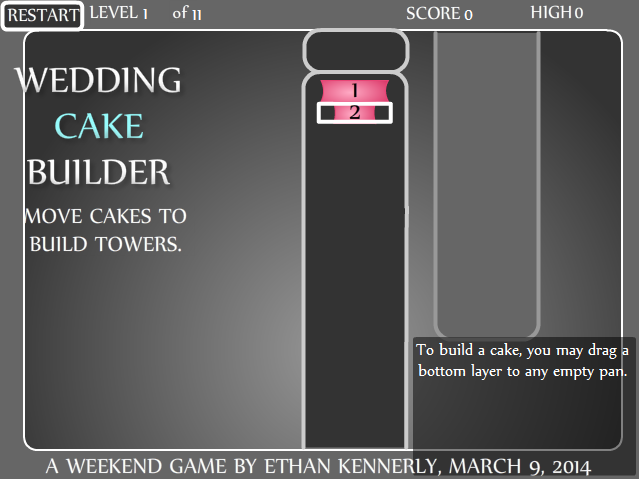 RESTART LEVEL 1 of 11 SCORE 0 HIGH 0
WEDDING
CAKE
BUILDER
MOVE CAKES TO
BUILD TOWERS.
1
2
To build a cake, you may drag a
bottom layer to any empty pan.
A WEEKEND GAME BY ETHAN KENNERLY, MARCH 9, 2014